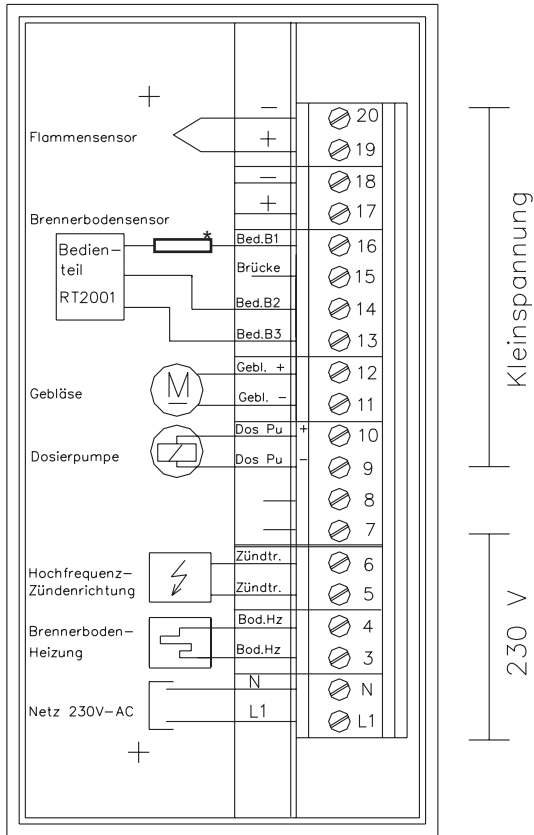 − 20
Flammensensor + 19
− 18
+ 17
Brennerbodensensor
* Bed.B1 16
Bedien-
teil
RT2001
Brücke 15
Bed.B2 14
Bed.B3 13
Gebl. + 12
Gebläse M
Gebl. − 11
Dos Pu + 10
Dosierpumpe Dos Pu − 9
8
7
Zündtr. 6
Hochfrequenz-
Zündenrichtung Zündtr. 5
Bod.Hz 4
Brennerboden-
Heizung Bod.Hz 3
N N
Netz 230V-AC L1 L1
Kleinspannung
230 V